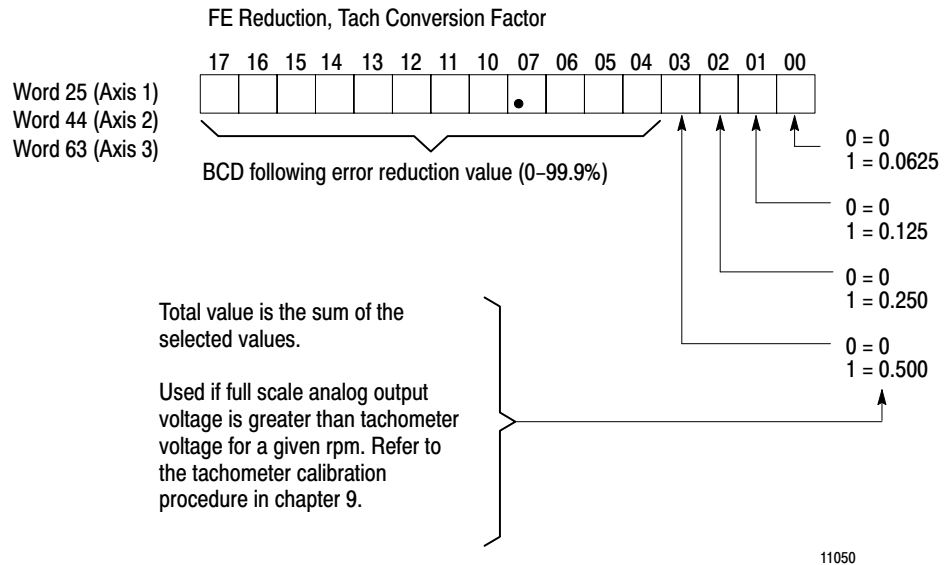 FE Reduction, Tach Conversion Factor
17 16 15 14 13 12 11 10 07 06 05 04 03 02 01 00
Word 25 (Axis 1)
Word 44 (Axis 2)
Word 63 (Axis 3)
BCD following error reduction value (0–99.9%)
0 = 0
1 = 0.0625
0 = 0
1 = 0.125
0 = 0
1 = 0.250
0 = 0
1 = 0.500
Total value is the sum of the
selected values.
Used if full scale analog output
voltage is greater than tachometer
voltage for a given rpm. Refer to
the tachometer calibration
procedure in chapter 9.
11050